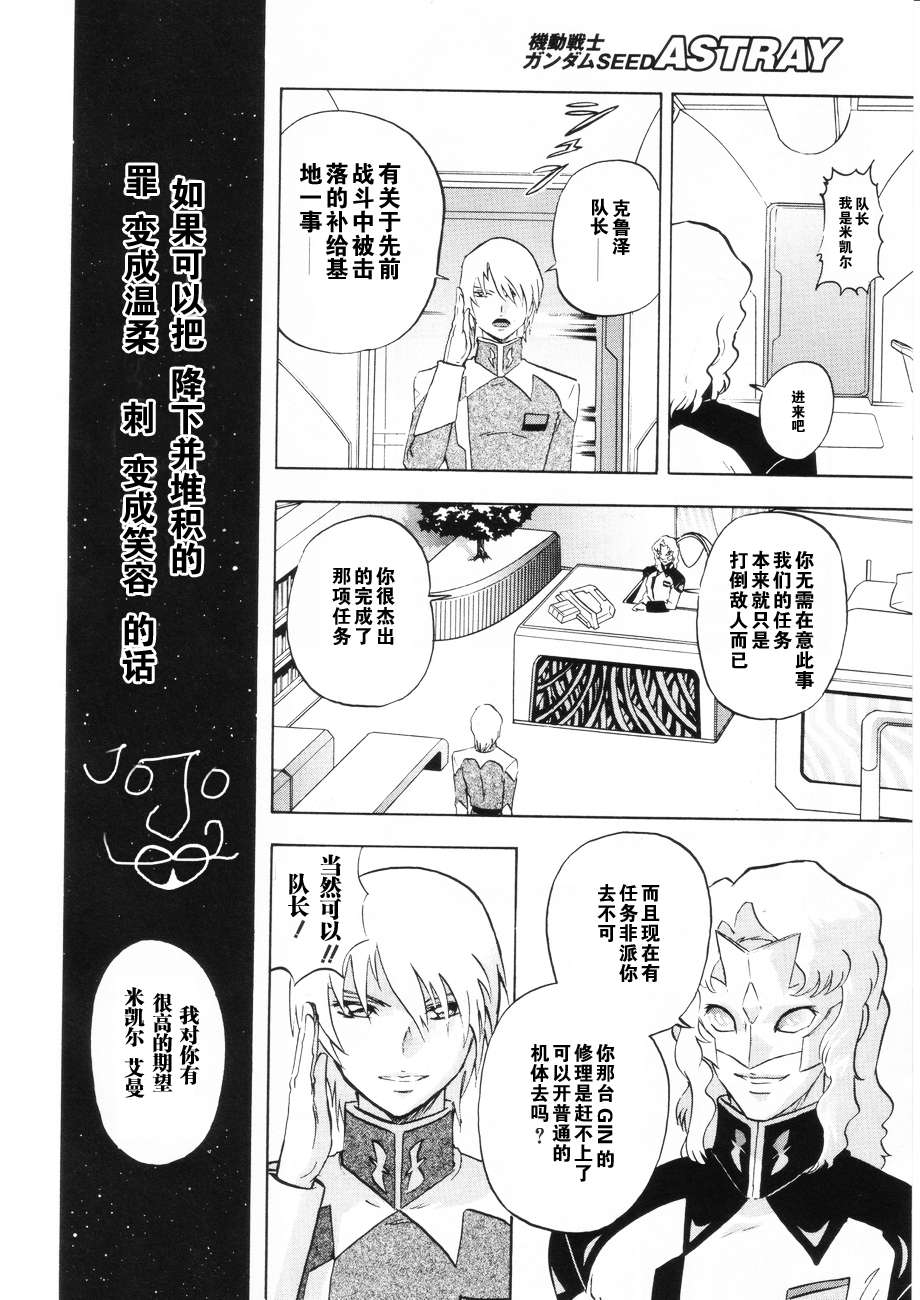 機動戦士
ガンダムSEED ASTRAY
队长
我是米凯尔
进来吧
克鲁泽
队长——
有关于先前
战斗中被击
落的补给基
地一事——
你无需在意此事
我们的任务
本来就只是
打倒敌人而已
你很杰出
的完成了
那项任务
而且现在有
任务非派你
去不可
你那台 GIN 的
修理是赶不上了
可以开普通的
机体去吗?
当然可以!!
队长!
如果可以把 降下并堆积的
罪 变成温柔 刺 变成笑容 的话
JoJo
我对你有
很高的期望
米凯尔 艾曼